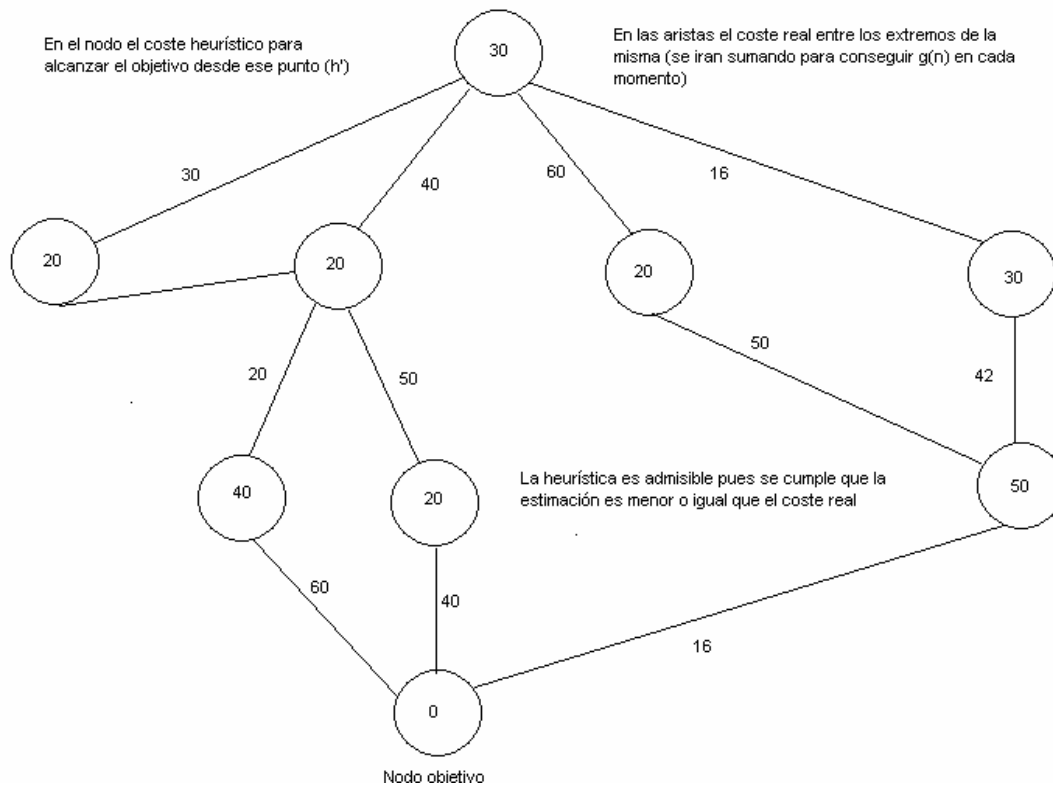 En el nodo el coste heurístico para
alcanzar el objetivo desde ese punto (h')
30
En las aristas el coste real entre los extremos de la
misma (se iran sumando para conseguir g(n) en cada
momento)
30
40
60
16
20
20
20
30
20
50
50
42
40
20
La heurística es admisible pues se cumple que la
estimación es menor o igual que el coste real
50
60
40
16
0
Nodo objetivo